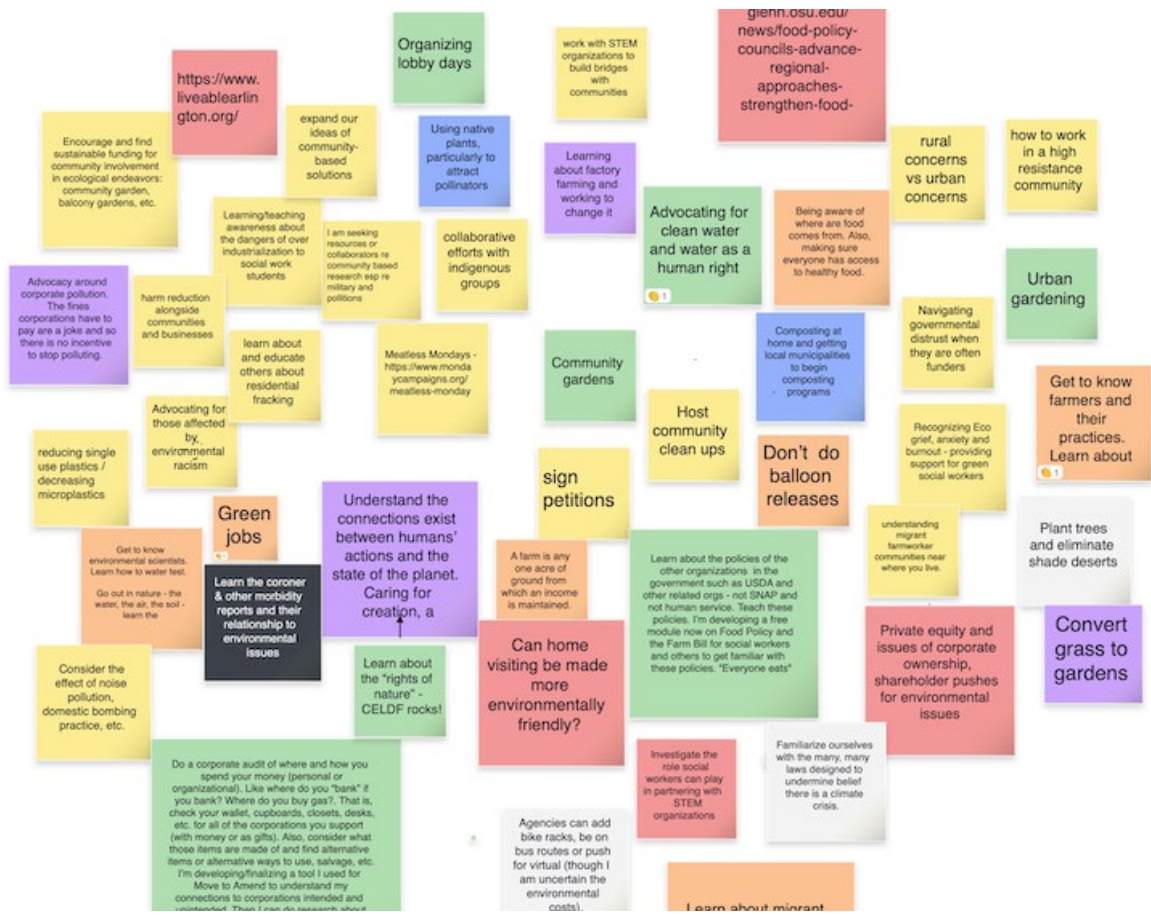 glenn.osu.edu/
news/food-policy-
councils-advance-
regional-
approaches-
strengthen-food-
Organizing
lobby days
work with STEM
organizations to
build bridges
with
communities
https://www.
liveablearlin
gton.org/
expand our
ideas of
community-
based
solutions
Encourage and find
sustainable funding for
community involvement
in ecological endeavors:
community garden,
balcony gardens, etc.
Using native
plants,
particularly to
attract
pollinators
Learning
about factory
farming and
working to
change it
rural
concerns
vs urban
concerns
how to work
in a high
resistance
community
Advocating for
clean water
and water as a
human right
1
Being aware of
where are food
comes from. Also,
making sure
everyone has access
to healthy food.
Learning/teaching
awareness about
the dangers of over
industrialization to
social work
students
I am seeking
resources or
collaborators re
community based
research esp re
military and
pollitions
collaborative
efforts with
indigenous
groups
Urban
gardening
Advocacy around
corporate pollution.
The fines
corporations have to
pay are a joke and so
there is no incentive
to stop polluting.
harm reduction
alongside
communities
and businesses
Navigating
governmental
distrust when
they are often
funders
learn about
and educate
others about
residential
fracking
Meatless Mondays -
https://www.monda
ycampaigns.org/
meatless-monday
Community
gardens
Composting at
home and getting
local municipalities
to begin
composting
programs
Get to know
farmers and
their
practices.
Learn about
1
Advocating for
those affected
by
environmental
racism
Host
community
clean ups
Recognizing Eco
grief, anxiety and
burnout - providing
support for green
social workers
reducing single
use plastics /
decreasing
microplastics
sign
petitions
Don't do
balloon
releases
Green
jobs
Understand the
connections exist
between humans'
actions and the
state of the planet.
Caring for
creation, a
understanding
migrant
farmworker
communities near
where you live.
Plant trees
and eliminate
shade deserts
Get to know
environmental scientists.
Learn how to water test.
Go out in nature - the
water, the air, the soil -
learn the
Learn the coroner
& other morbidity
reports and their
relationship to
environmental
issues
A farm is any
one acre of
ground from
which an income
is maintained.
Learn about the policies of the
other organizations in the
government such as USDA and
other related orgs - not SNAP and
not human service. Teach these
policies. I'm developing a free
module now on Food Policy and
the Farm Bill for social workers
and others to get familiar with
these policies. "Everyone eats"
Private equity and
issues of corporate
ownership,
shareholder pushes
for environmental
issues
Convert
grass to
gardens
Consider the
effect of noise
pollution,
domestic bombing
practice, etc.
Learn about
the "rights of
nature" -
CELDF rocks!
Can home
visiting be made
more
environmentally
friendly?
Investigate the
role social
workers can play
in partnering with
STEM
organizations
Familiarize ourselves
with the many, many
laws designed to
undermine belief
there is a climate
crisis.
Do a corporate audit of where and how you
spend your money (personal or
organizational). Like where do you "bank" if
you bank? Where do you buy gas?. That is,
check your wallet, cupboards, closets, desks,
etc. for all of the corporations you support
(with money or as gifts). Also, consider what
those items are made of and find alternative
items or alternative ways to use, salvage, etc.
I'm developing/finalizing a tool I used for
Move to Amend to understand my
connections to corporations intended and
unintended. Then I can do research about
Agencies can add
bike racks, be on
bus routes or push
for virtual (though I
am uncertain the
environmental
costs).
Learn about migrant